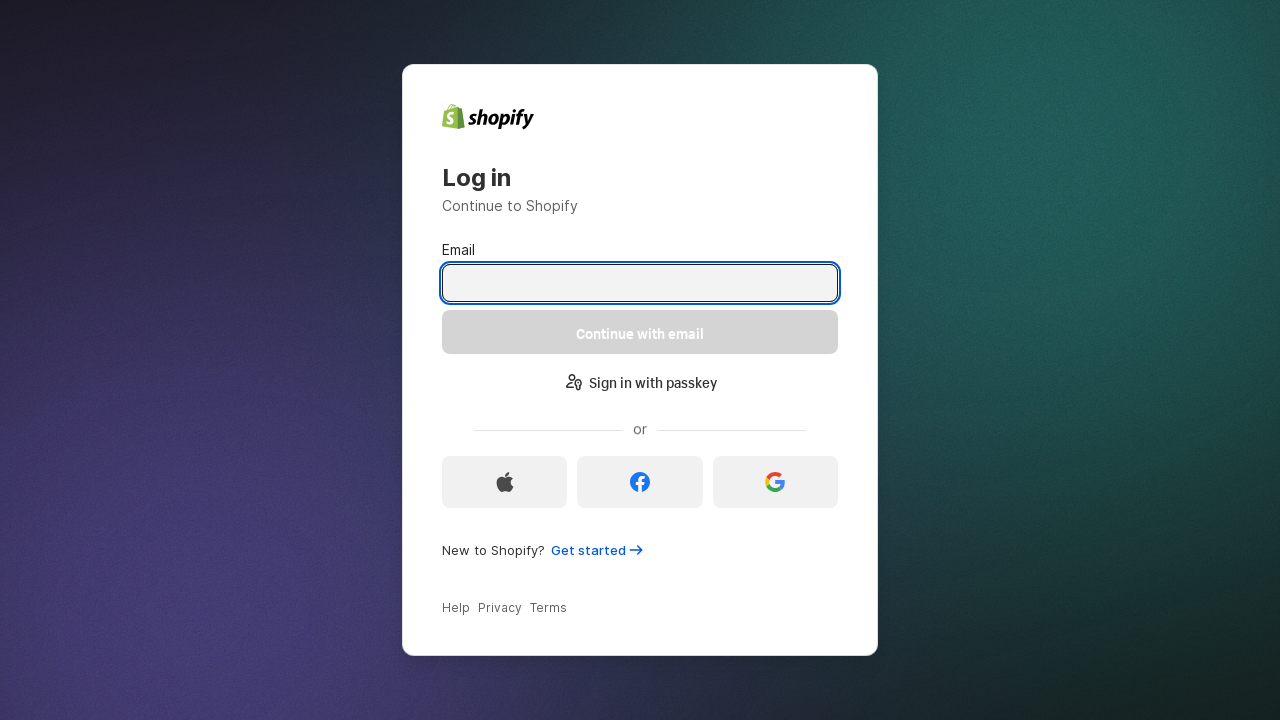 shopify
Log in
Continue to Shopify
Email
Continue with email
Sign in with passkey
or
New to Shopify? Get started
Help Privacy Terms